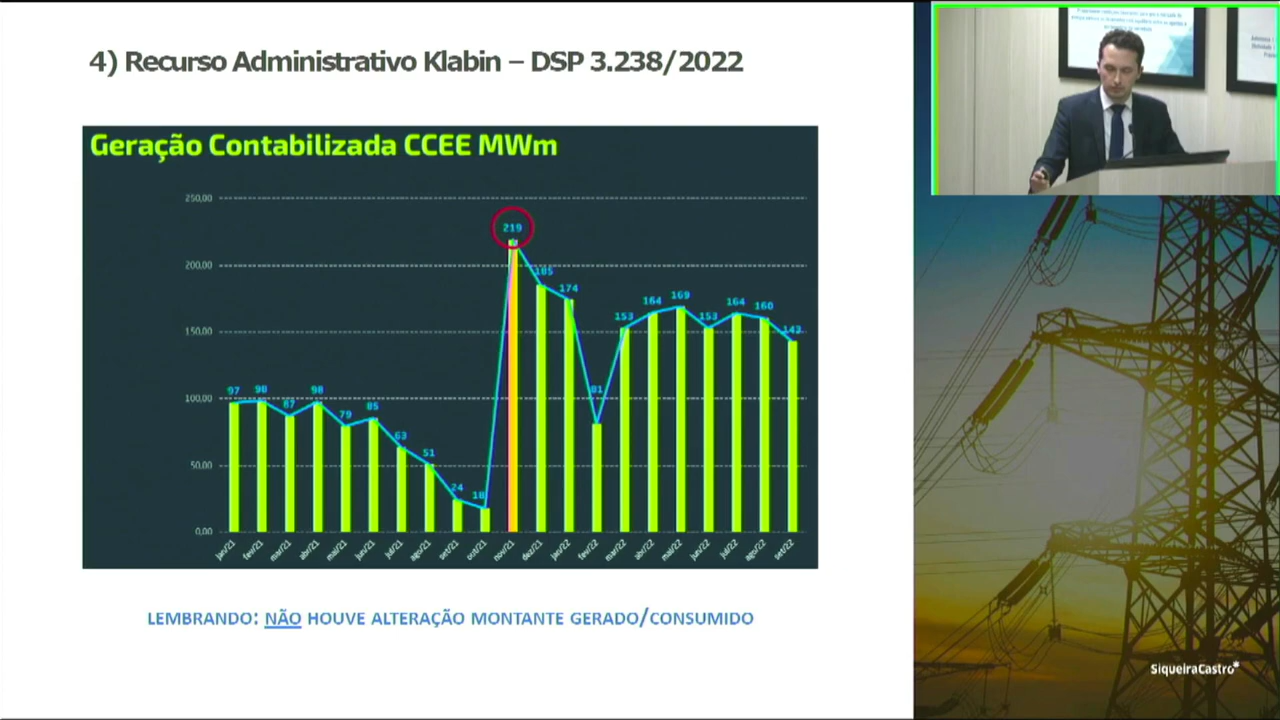 4) Recurso Administrativo Klabin – DSP 3.238/2022
Geração Contabilizada CCEE MWm
250,00
200,00
150,00
100,00
50,00
0,00
97
98
87
98
79
85
63
51
24
18
219
185
174
81
153
164
169
153
164
160
143
jan/21
fev/21
mar/21
abr/21
mai/21
jun/21
jul/21
ago/21
set/21
out/21
nov/21
dez/21
jan/22
fev/22
mar/22
abr/22
mai/22
jun/22
jul/22
ago/22
set/22
LEMBRANDO: NÃO HOUVE ALTERAÇÃO MONTANTE GERADO/CONSUMIDO
SiqueiraCastro*